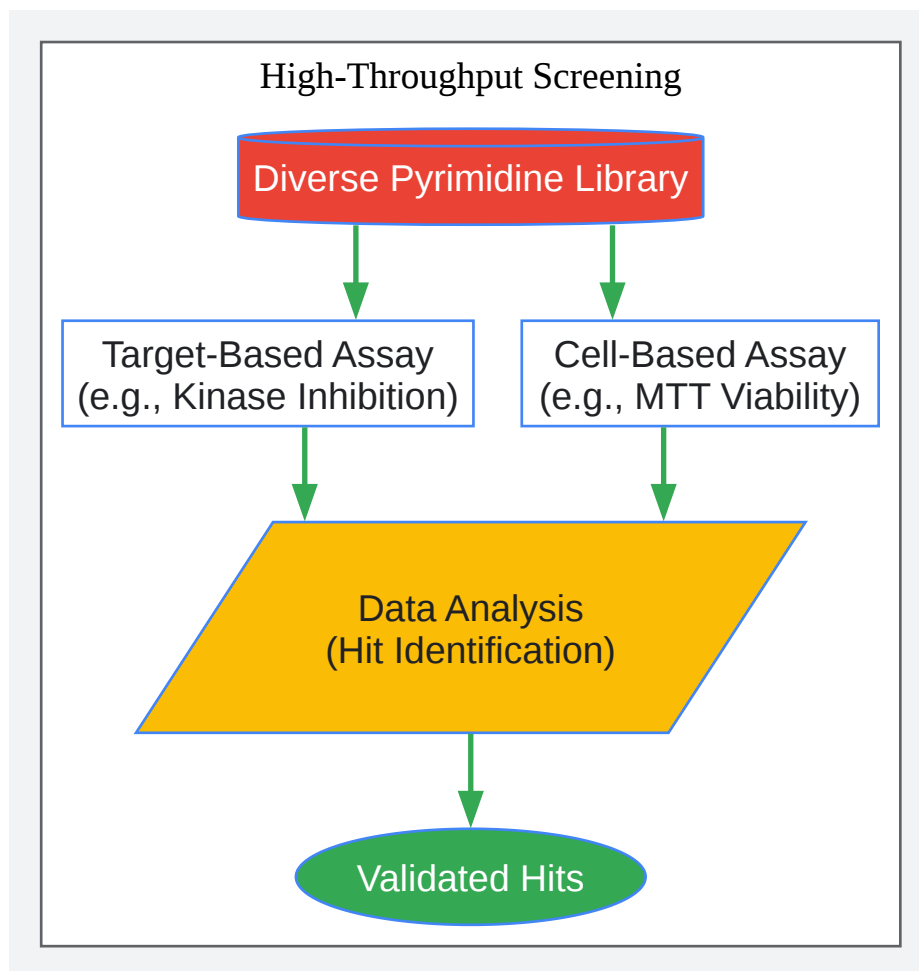 High-Throughput Screening
Diverse Pyrimidine Library
Target-Based Assay
(e.g., Kinase Inhibition)
Cell-Based Assay
(e.g., MTT Viability)
Data Analysis
(Hit Identification)
Validated Hits